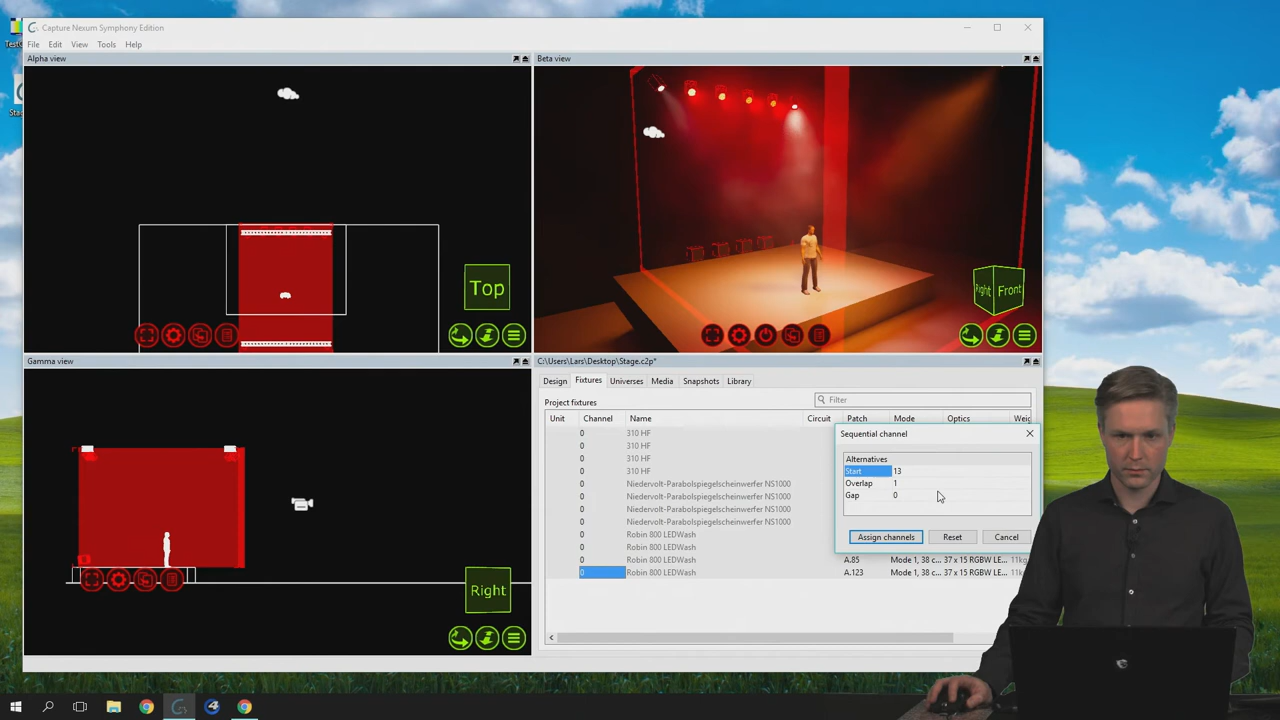 Capture Nexum Symphony Edition
File Edit View Tools Help
Alpha view
Beta view
Top
Right Front
Gamma view
Right
C:\Users\Lars\Desktop\Stage.c2p*
Design Fixtures Universes Media Snapshots Library
Project fixtures
Filter
Unit Channel Name Circuit Patch Mode Optics
0 310 HF
0 310 HF
0 310 HF
0 310 HF
0 Niedervolt-Parabolspiegelscheinwerfer NS1000
0 Niedervolt-Parabolspiegelscheinwerfer NS1000
0 Niedervolt-Parabolspiegelscheinwerfer NS1000
0 Niedervolt-Parabolspiegelscheinwerfer NS1000
0 Robin 800 LEDWash
0 Robin 800 LEDWash
0 Robin 800 LEDWash A.85 Mode 1, 38 c... 37 x 15 RGBW LE...
0 Robin 800 LEDWash A.123 Mode 1, 38 c... 37 x 15 RGBW LE...
Sequential channel
Alternatives
Start 13
Overlap 1
Gap 0
Assign channels Reset Cancel